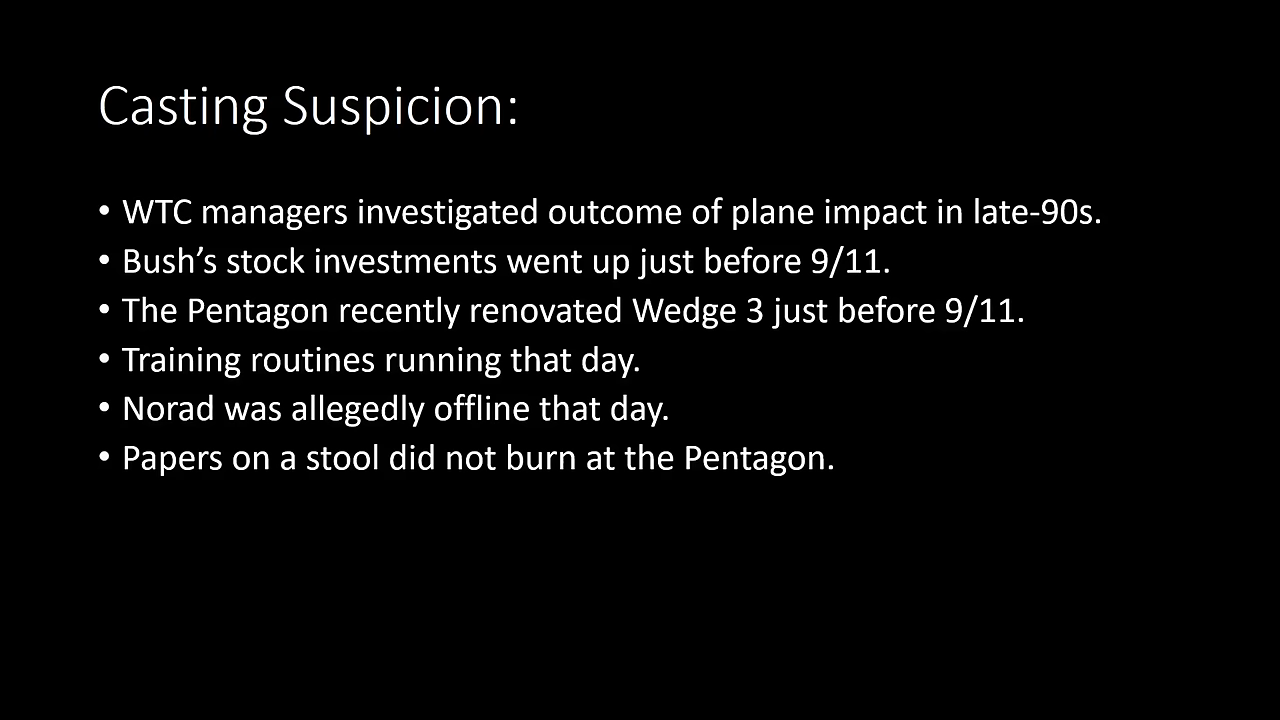 Casting Suspicion:
• WTC managers investigated outcome of plane impact in late-90s.
• Bush’s stock investments went up just before 9/11.
• The Pentagon recently renovated Wedge 3 just before 9/11.
• Training routines running that day.
• Norad was allegedly offline that day.
• Papers on a stool did not burn at the Pentagon.